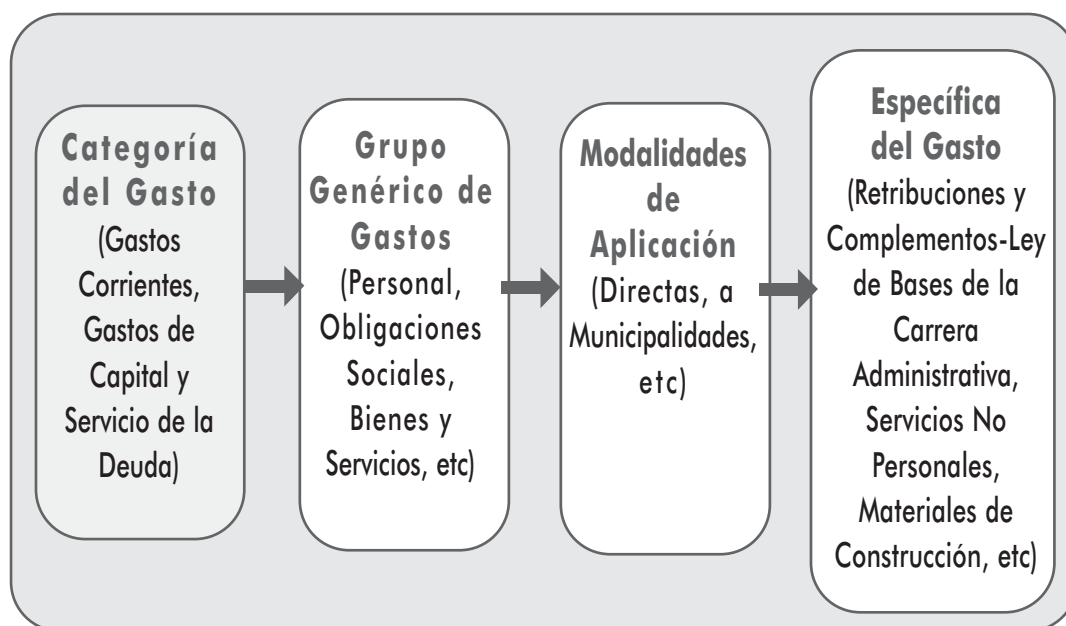 Categoría
del Gasto
(Gastos
Corrientes,
Gastos de
Capital y
Servicio de la
Deuda)
Grupo
Genérico de
Gastos
(Personal,
Obligaciones
Sociales,
Bienes y
Servicios, etc)
Modalidades
de
Aplicación
(Directas, a
Municipalidades,
etc)
Específica
del Gasto
(Retribuciones y
Complementos-Ley
de Bases de la
Carrera
Administrativa,
Servicios No
Personales,
Materiales de
Construcción, etc)